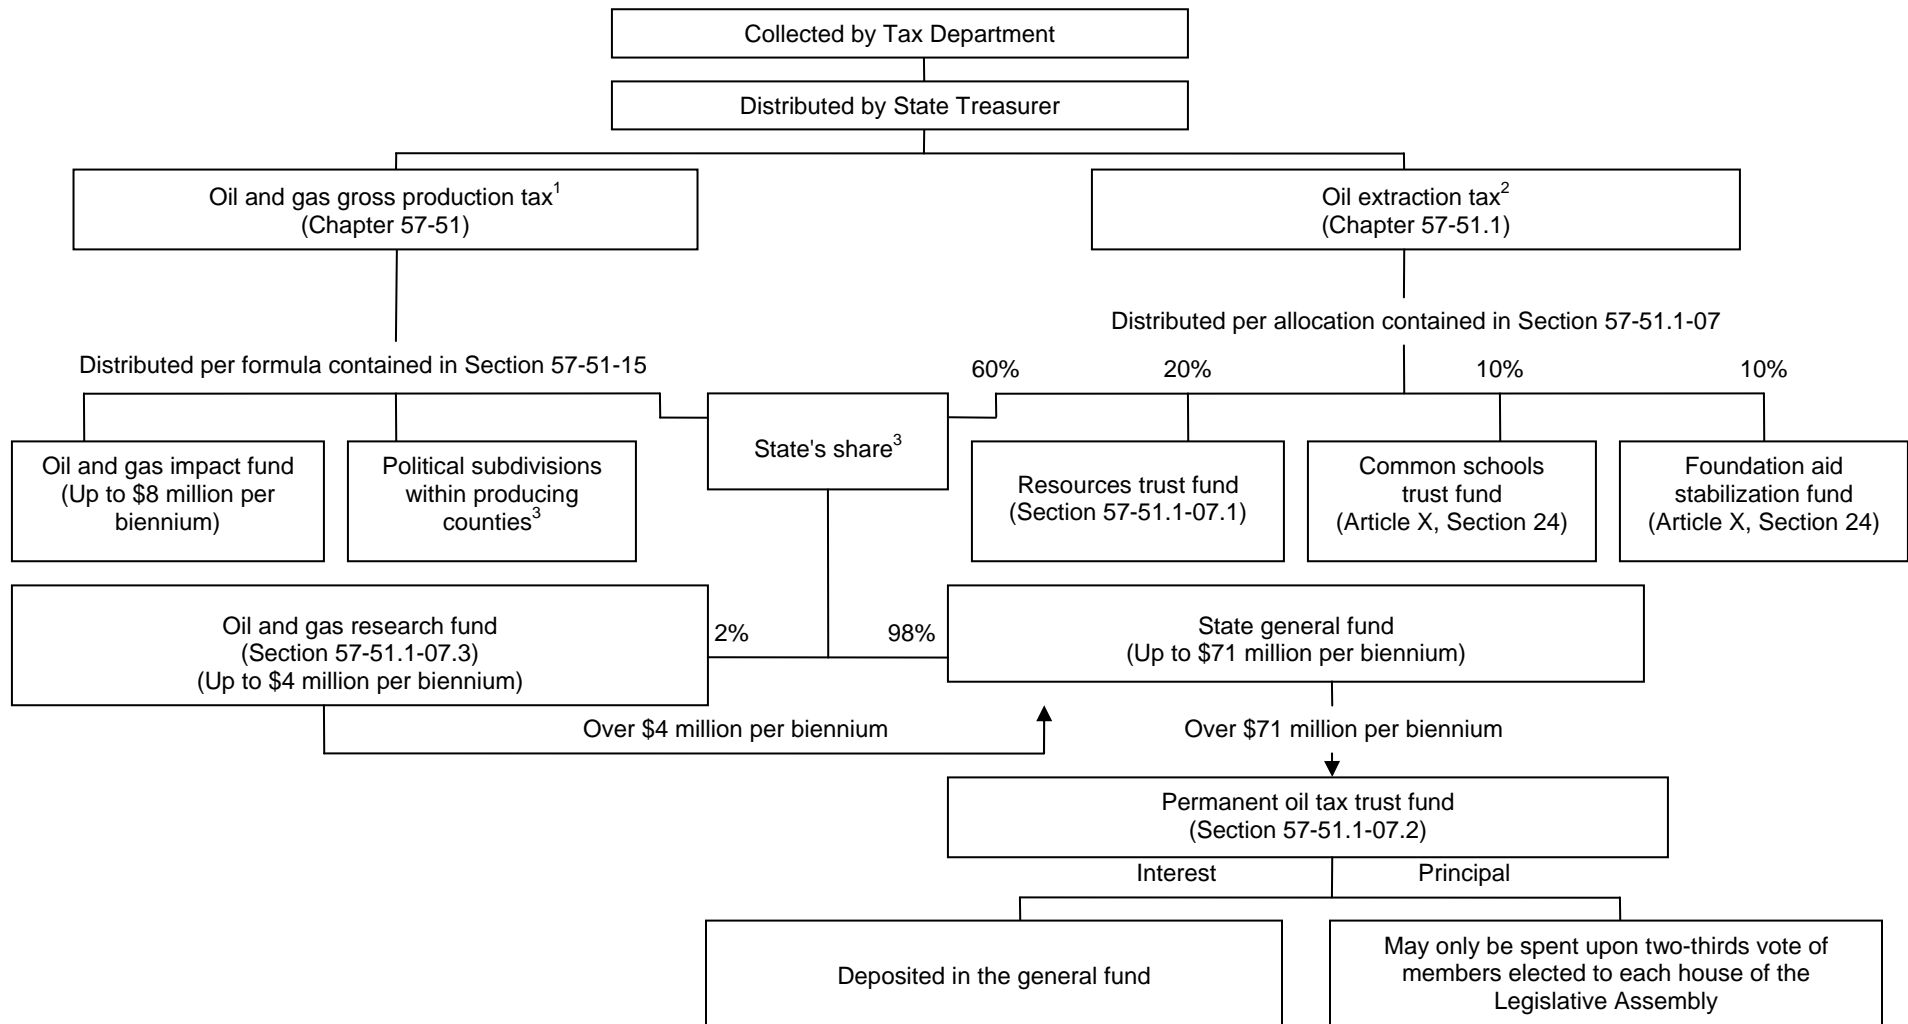 Collected by Tax Department
Distributed by State Treasurer
Oil and gas gross production tax1
(Chapter 57-51)
Oil extraction tax2
(Chapter 57-51.1)
Distributed per allocation contained in Section 57-51.1-07
Distributed per formula contained in Section 57-51-15
60%
20%
10%
10%
Oil and gas impact fund
(Up to $8 million per
biennium)
Political subdivisions
within producing
counties3
State's share3
Resources trust fund
(Section 57-51.1-07.1)
Common schools
trust fund
(Article X, Section 24)
Foundation aid
stabilization fund
(Article X, Section 24)
Oil and gas research fund
(Section 57-51.1-07.3)
(Up to $4 million per biennium)
2%
98%
State general fund
(Up to $71 million per biennium)
Over $4 million per biennium
Over $71 million per biennium
Permanent oil tax trust fund
(Section 57-51.1-07.2)
Interest
Principal
Deposited in the general fund
May only be spent upon two-thirds vote of
members elected to each house of the
Legislative Assembly